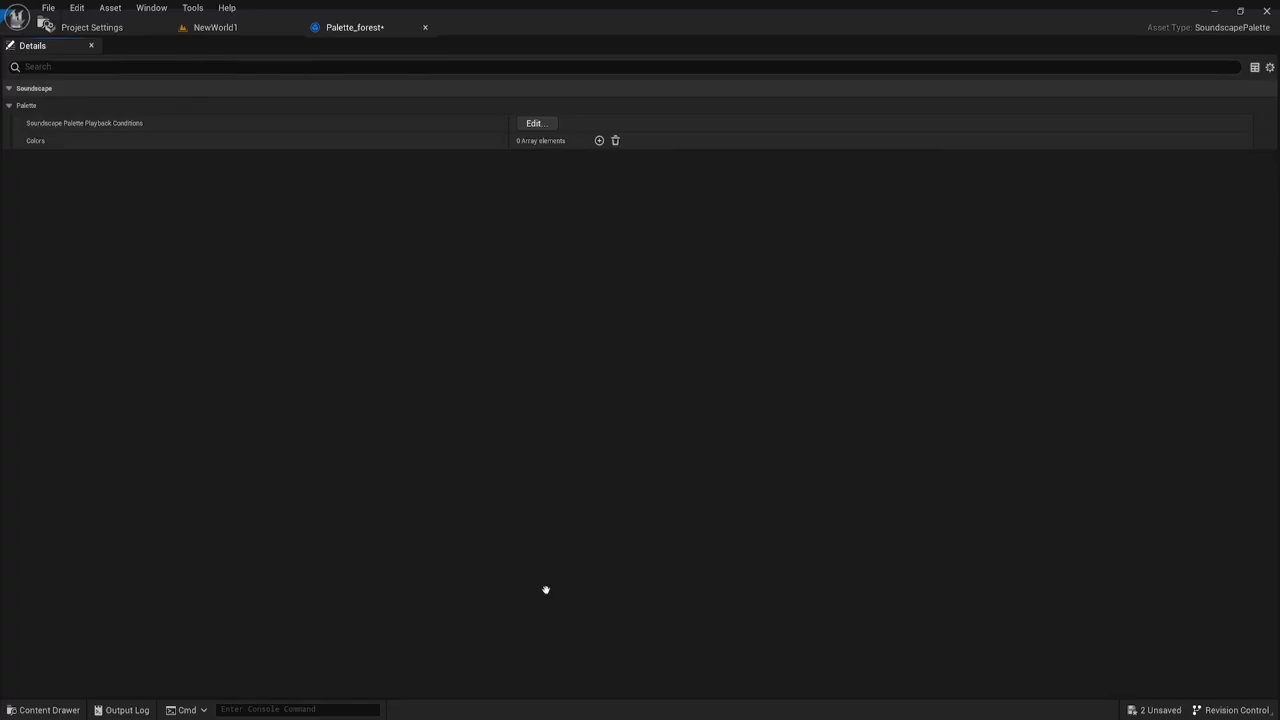 File Edit Asset Window Tools Help
Project Settings NewWorld1 Palette_forest* Asset Type: SoundscapePalette
Details
Search
Soundscape
Palette
Soundscape Palette Playback Conditions Edit...
Colors 0 Array elements
Content Drawer Output Log Cmd Enter Console Command 2 Unsaved Revision Control